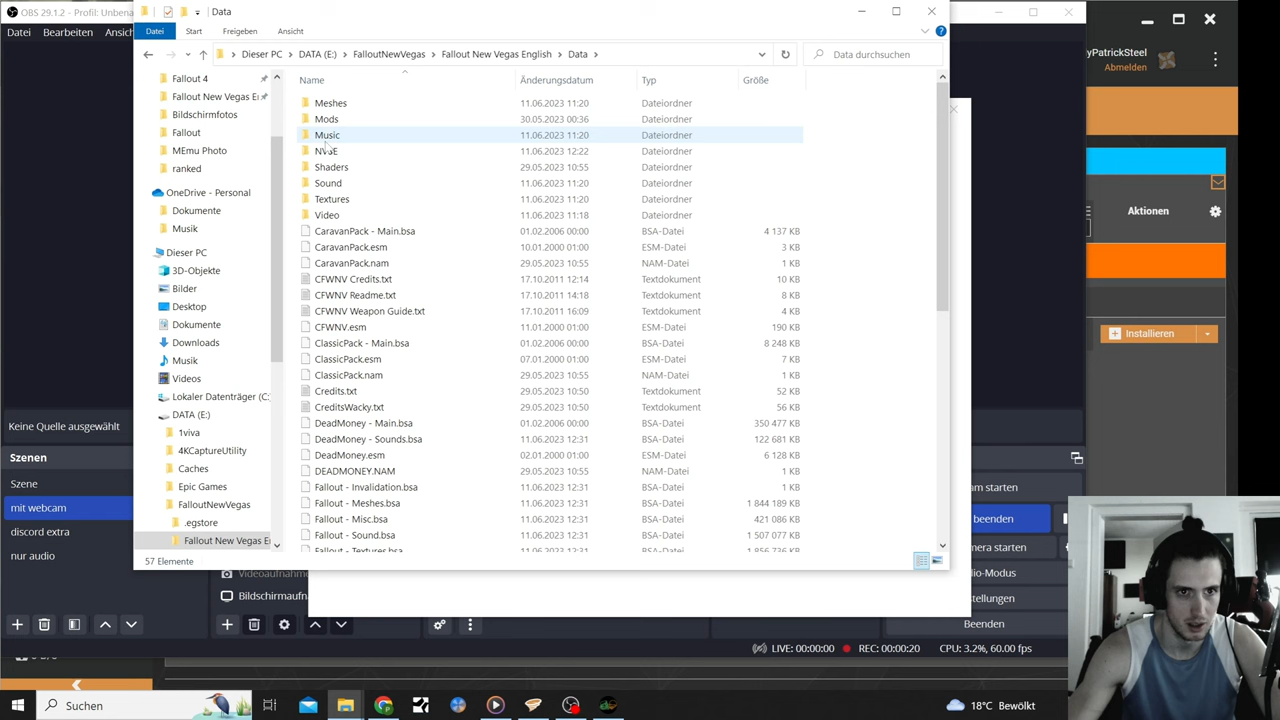 OBS 29.1.2 - Profil: Unbena
Datei
Bearbeiten
Ansich
Data
Datei
Start
Freigeben
Ansicht
Dieser PC > DATA (E:) > FalloutNewVegas > Fallout New Vegas English > Data >
Data durchsuchen
yPatrickSteel
Abmelden
Name
Änderungsdatum
Typ
Größe
Fallout 4
Fallout New Vegas E
Bildschirmfotos
Fallout
MEmu Photo
ranked
OneDrive - Personal
Dokumente
Musik
Dieser PC
3D-Objekte
Bilder
Desktop
Dokumente
Downloads
Musik
Videos
Lokaler Datenträger (C:
DATA (E:)
1viva
4KCaptureUtility
Caches
Epic Games
FalloutNewVegas
.egstore
Fallout New Vegas E
Meshes 11.06.2023 11:20 Dateiordner
Mods 30.05.2023 00:36 Dateiordner
Music 11.06.2023 11:20 Dateiordner
NVSE 11.06.2023 12:22 Dateiordner
Shaders 29.05.2023 10:55 Dateiordner
Sound 11.06.2023 11:20 Dateiordner
Textures 11.06.2023 11:20 Dateiordner
Video 11.06.2023 11:18 Dateiordner
CaravanPack - Main.bsa 01.02.2006 00:00 BSA-Datei 4 137 KB
CaravanPack.esm 10.01.2000 01:00 ESM-Datei 3 KB
CaravanPack.nam 29.05.2023 10:55 NAM-Datei 1 KB
CFWNV Credits.txt 17.10.2011 12:14 Textdokument 10 KB
CFWNV Readme.txt 17.10.2011 14:18 Textdokument 8 KB
CFWNV Weapon Guide.txt 17.10.2011 16:09 Textdokument 4 KB
CFWNV.esm 11.01.2000 01:00 ESM-Datei 190 KB
ClassicPack - Main.bsa 01.02.2006 00:00 BSA-Datei 8 248 KB
ClassicPack.esm 07.01.2000 01:00 ESM-Datei 7 KB
ClassicPack.nam 29.05.2023 10:55 NAM-Datei 1 KB
Credits.txt 29.05.2023 10:50 Textdokument 52 KB
CreditsWacky.txt 29.05.2023 10:50 Textdokument 56 KB
DeadMoney - Main.bsa 01.02.2006 00:00 BSA-Datei 350 477 KB
DeadMoney - Sounds.bsa 11.06.2023 12:31 BSA-Datei 122 681 KB
DeadMoney.esm 02.01.2000 01:00 ESM-Datei 6 128 KB
DEADMONEY.NAM 29.05.2023 10:55 NAM-Datei 1 KB
Fallout - Invalidation.bsa 11.06.2023 12:31 BSA-Datei 1 KB
Fallout - Meshes.bsa 11.06.2023 12:31 BSA-Datei 1 844 189 KB
Fallout - Misc.bsa 11.06.2023 12:31 BSA-Datei 421 086 KB
Fallout - Sound.bsa 11.06.2023 12:31 BSA-Datei 1 507 077 KB
Fallout - Textures.bsa 11.06.2023 12:31 BSA-Datei 1 856 736 KB
57 Elemente
Aktionen
Installieren
Keine Quelle ausgewählt
Szenen
Szene
mit webcam
discord extra
nur audio
Videoaufnahm
Bildschirmaufn
m starten
beenden
mera starten
dio-Modus
stellungen
Beenden
LIVE: 00:00:00
REC: 00:00:20
CPU: 3.2%, 60.00 fps
Suchen
18°C Bewölkt